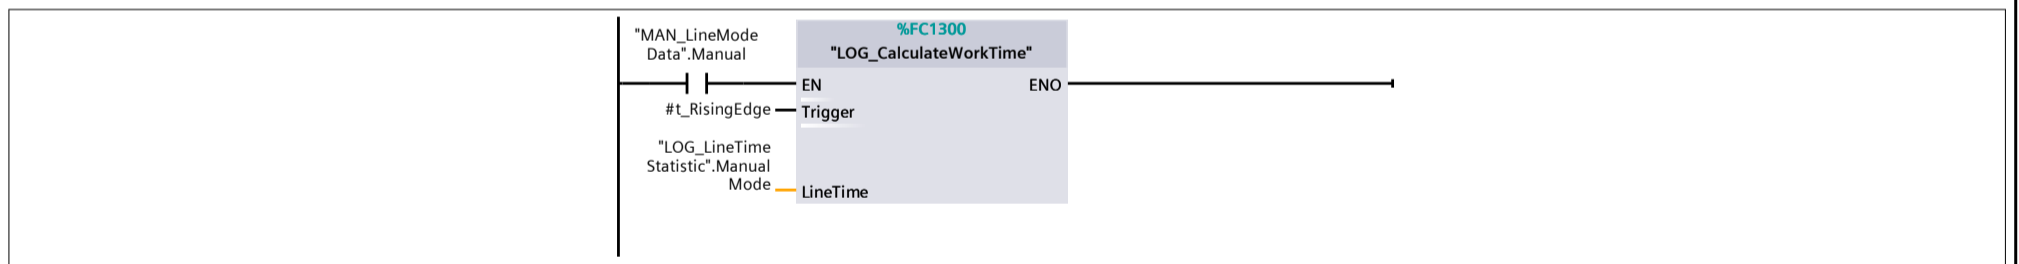 "MAN_LineMode
Data".Manual
%FC1300
"LOG_CalculateWorkTime"
EN
ENO
#t_RisingEdge
Trigger
"LOG_LineTime
Statistic".Manual
Mode
LineTime